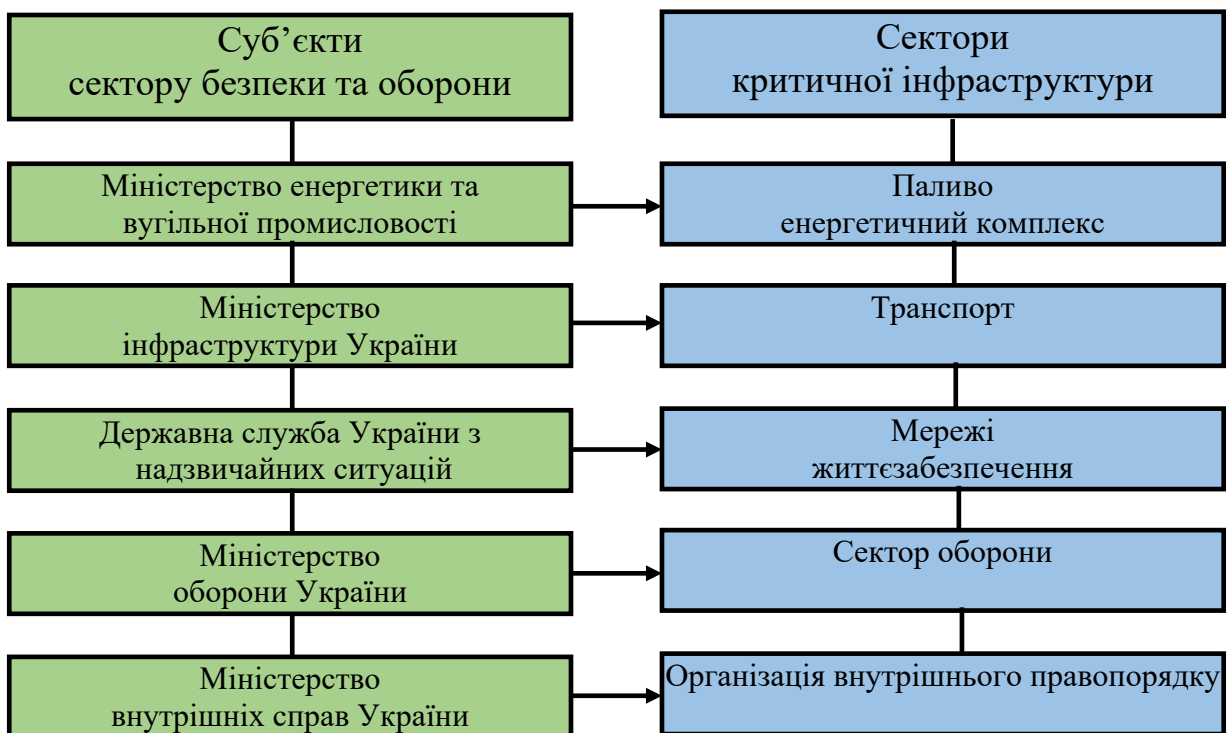 Суб’єкти
сектору безпеки та оборони
Сектори
критичної інфраструктури
Міністерство енергетики та
вугільної промисловості
Паливо
енергетичний комплекс
Міністерство
інфраструктури України
Транспорт
Державна служба України з
надзвичайних ситуацій
Мережі
життєзабезпечення
Міністерство
оборони України
Сектор оборони
Міністерство
внутрішніх справ України
Організація внутрішнього правопорядку